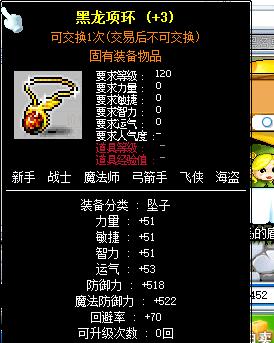 黑龙项环 (+3)
可交换1次(交易后不可交换)
固有装备物品
要求等级: 120
要求力量: 0
要求敏捷: 0
要求智力: 0
要求运气: 0
要求人气度: -
道具等级: -
道具经验值: -
新手 战士 魔法师 弓箭手 飞侠 海盗
装备分类: 坠子
力量: +51
敏捷: +51
智力: +51
运气: +53
防御力: +518
魔法防御力: +522
回避率: +70
可升级次数: 0回
452